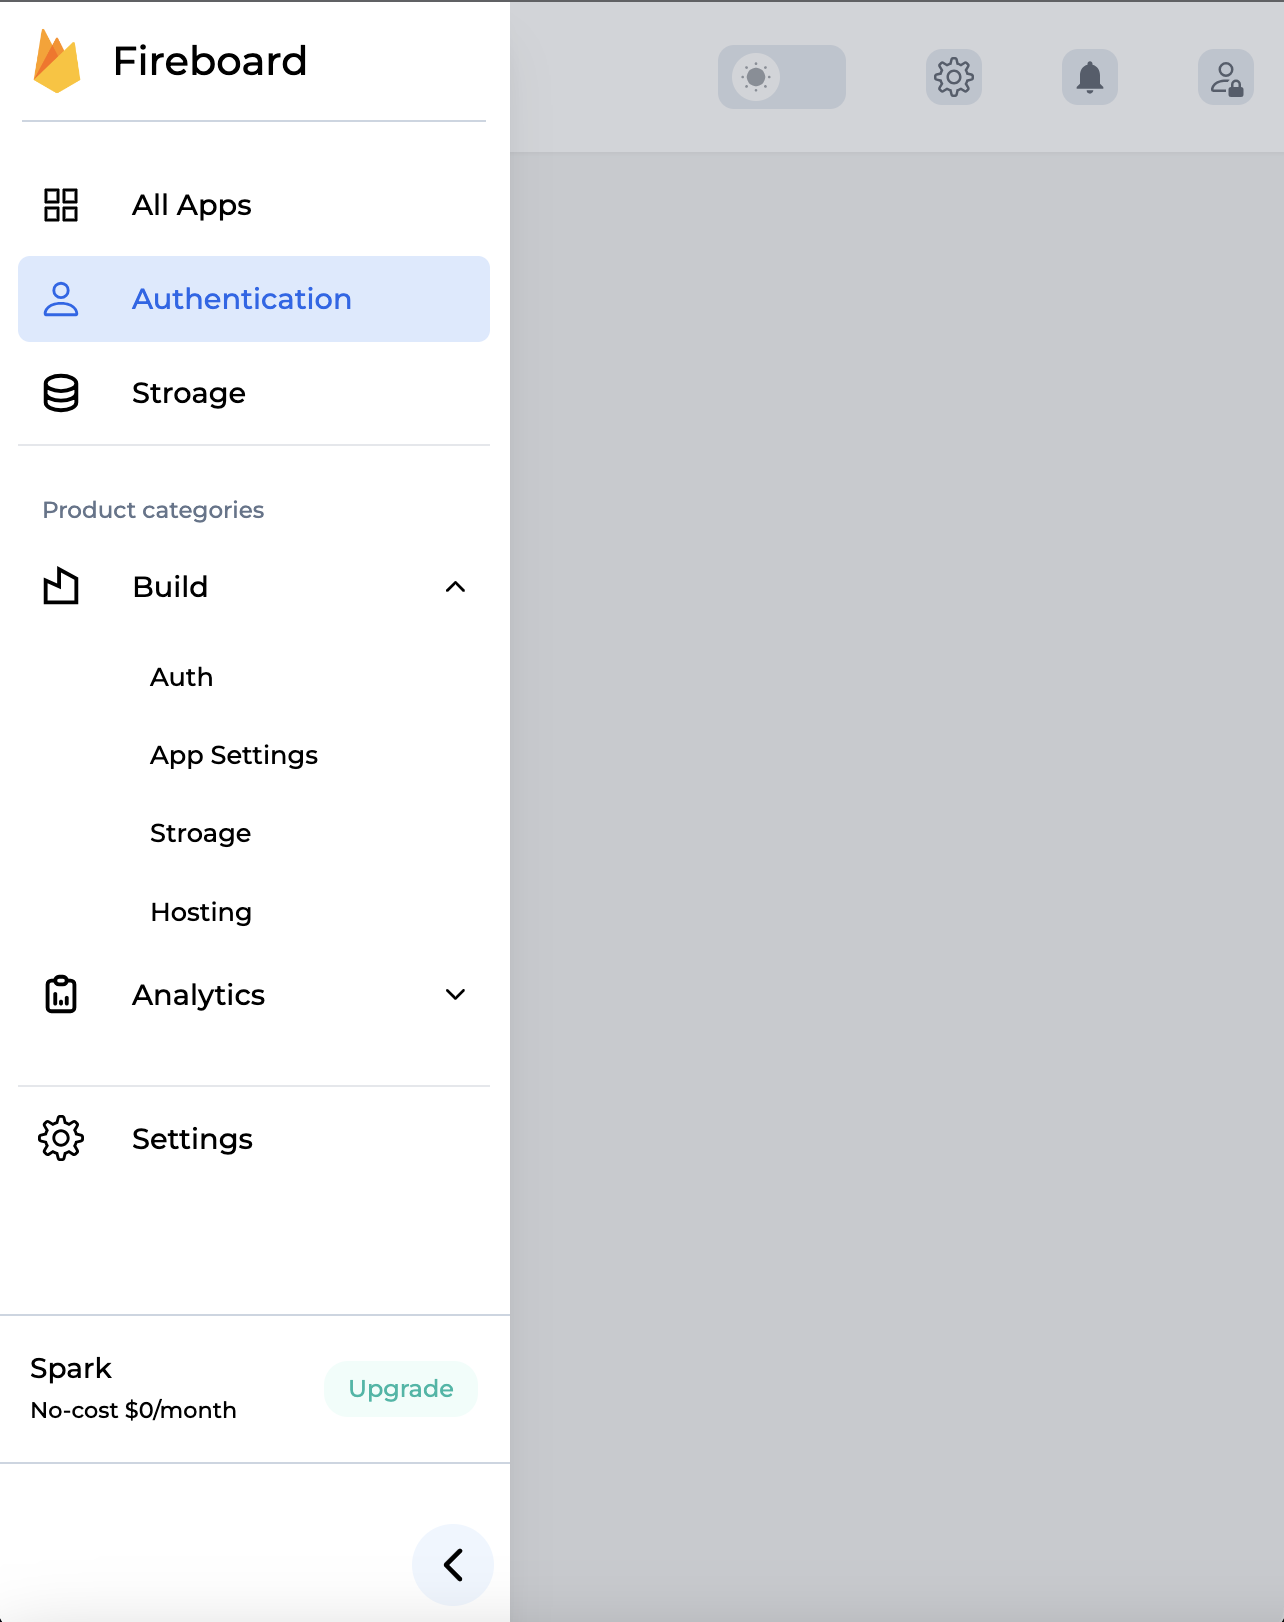 Fireboard
All Apps
Authentication
Stroage
Product categories
Build
Auth
App Settings
Stroage
Hosting
Analytics
Settings
Spark
No-cost $0/month
Upgrade